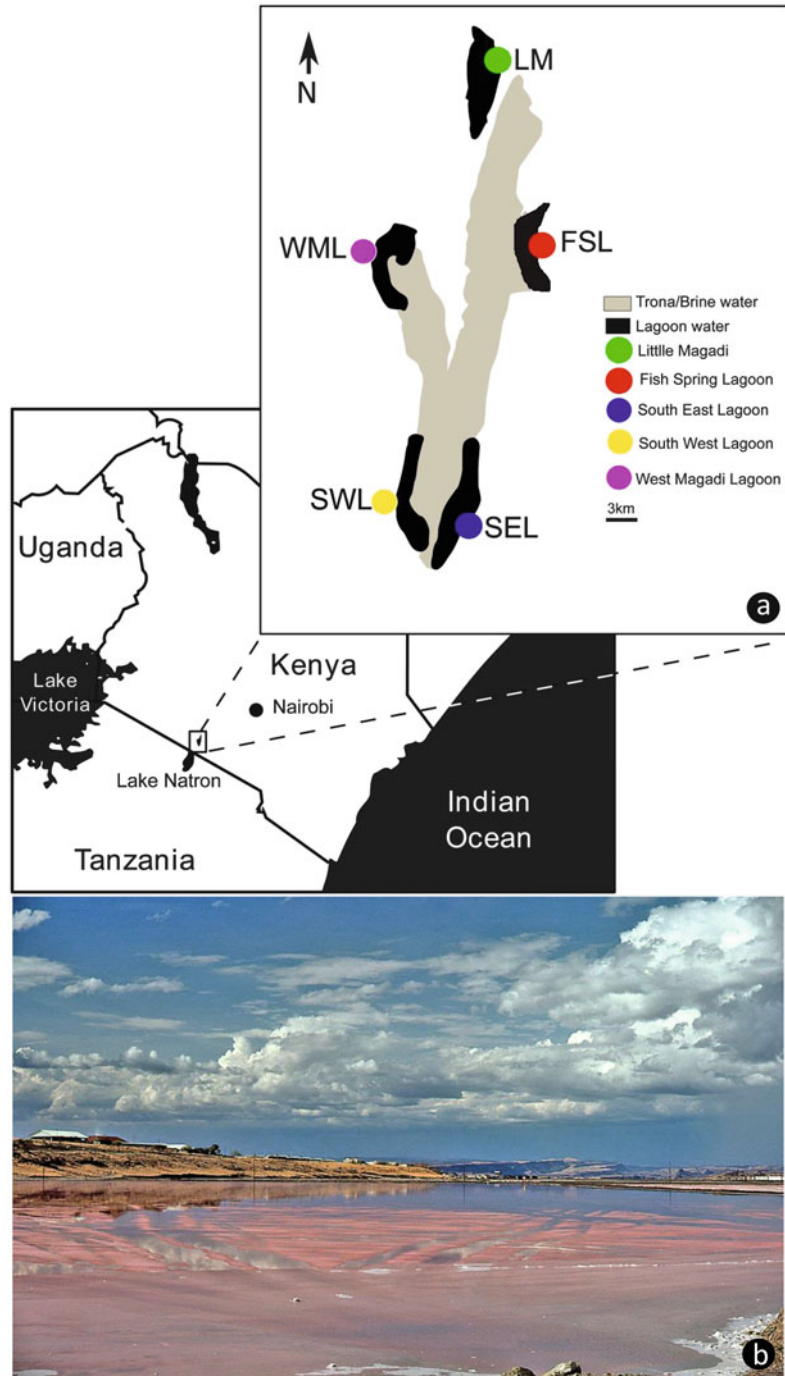 N
LM
WML
FSL
Trona/Brine water
Lagoon water
Littlle Magadi
Fish Spring Lagoon
South East Lagoon
South West Lagoon
West Magadi Lagoon
3km
SWL
SEL
a
Uganda
Kenya
Lake
Victoria
Nairobi
Lake Natron
Indian
Ocean
Tanzania
b